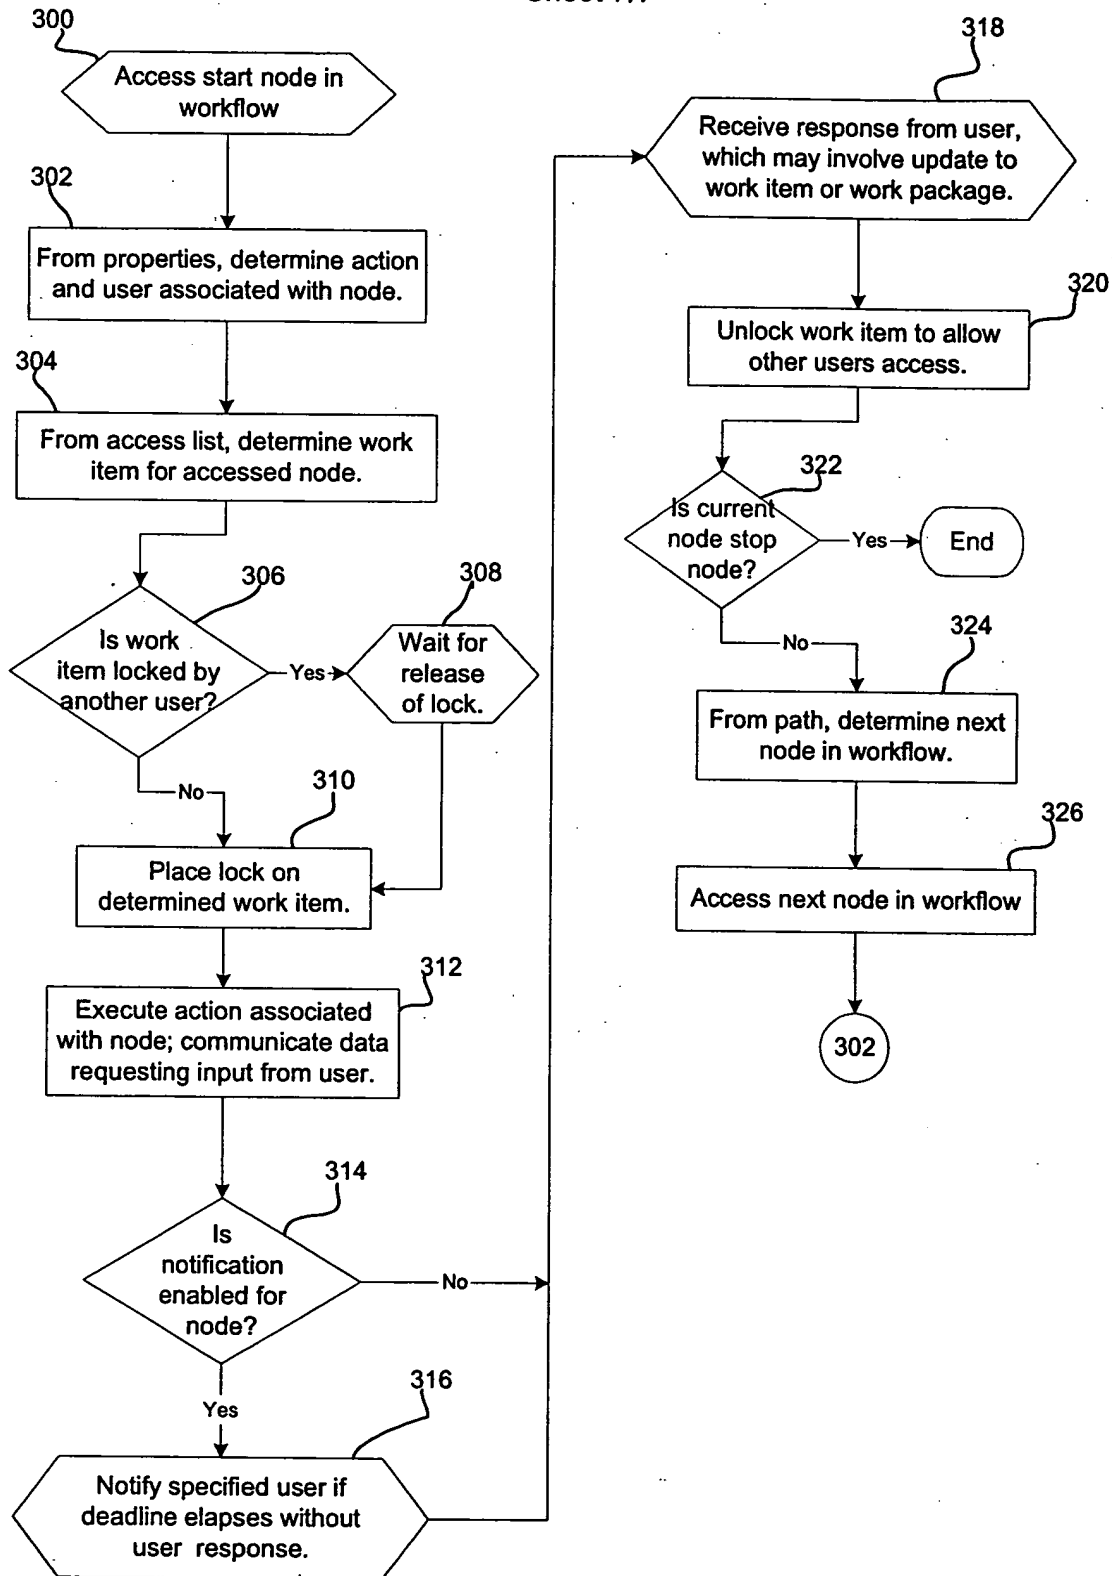 300
Access start node in
workflow
302
From properties, determine action
and user associated with node.
304
From access list, determine work
item for accessed node.
306
Is work
item locked by
another user?
Yes
308
Wait for
release
of lock.
No
310
Place lock on
determined work item.
312
Execute action associated
with node; communicate data
requesting input from user.
314
Is
notification
enabled for
node?
No
Yes
316
Notify specified user if
deadline elapses without
user response.
318
Receive response from user,
which may involve update to
work item or work package.
320
Unlock work item to allow
other users access.
322
Is current
node stop
node?
Yes
End
No
324
From path, determine next
node in workflow.
326
Access next node in workflow
302